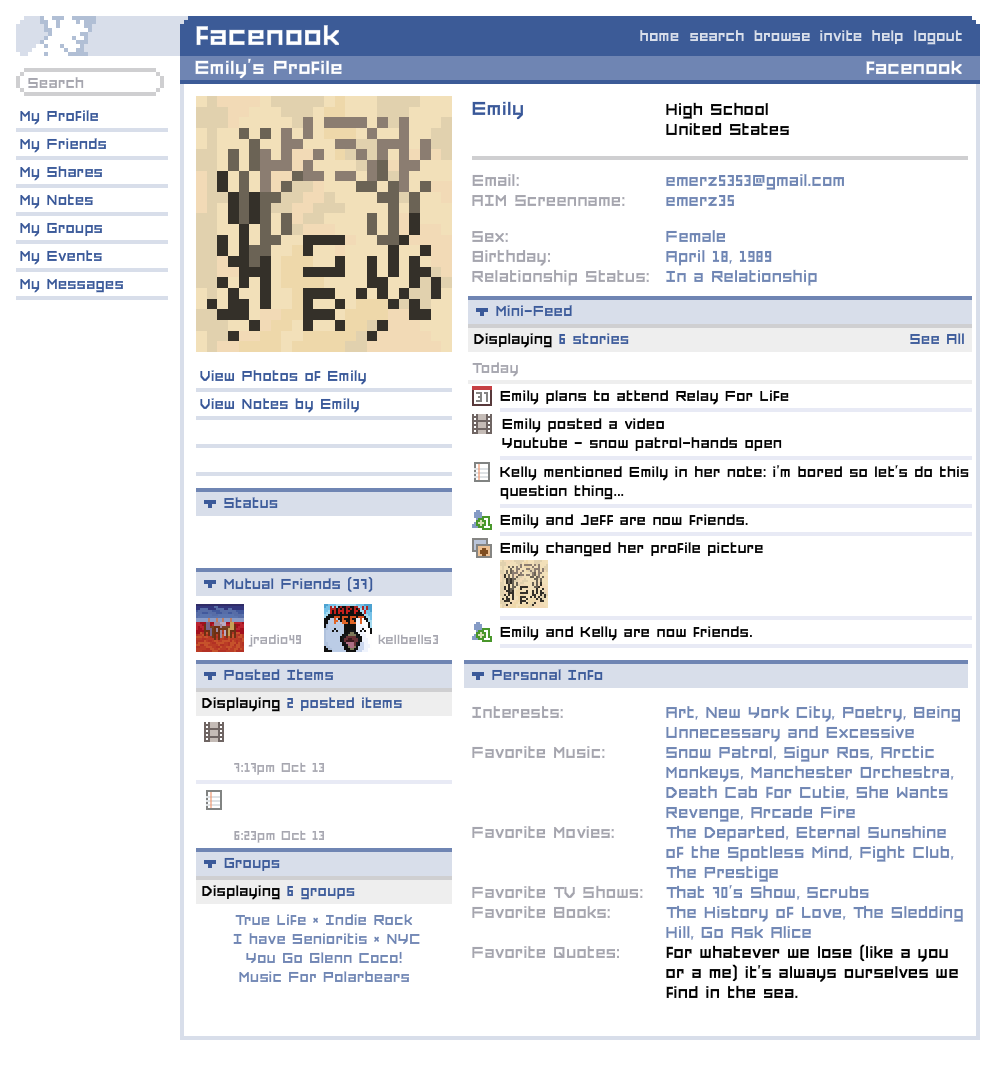 Facenook
home search browse invite help logout
Emily's Profile
Facenook
Search
My Profile
My Friends
My Shares
My Notes
My Groups
My Events
My Messages
View Photos of Emily
View Notes by Emily
Status
Mutual Friends (37)
jradio49
kellbells3
HAPPY
FEET
Posted Items
Displaying 2 posted items
7:17pm Oct 13
6:23pm Oct 13
Groups
Displaying 6 groups
True Life × Indie Rock
I have Senioritis × NYC
You Go Glenn Coco!
Music For Polarbears
Emily
High School
United States
Email: emerz5353@gmail.com
AIM Screenname: emerz35
Sex: Female
Birthday: April 18, 1989
Relationship Status: In a Relationship
Mini-Feed
Displaying 6 stories
See All
Today
31 Emily plans to attend Relay For Life
Emily posted a video
Youtube - snow patrol-hands open
Kelly mentioned Emily in her note: i'm bored so let's do this
question thing...
Emily and Jeff are now friends.
Emily changed her profile picture
Emily and Kelly are now friends.
Personal Info
Interests: Art, New York City, Poetry, Being
Unnecessary and Excessive
Favorite Music: Snow Patrol, Sigur Ros, Arctic
Monkeys, Manchester Orchestra,
Death Cab for Cutie, She Wants
Revenge, Arcade Fire
Favorite Movies: The Departed, Eternal Sunshine
of the Spotless Mind, Fight Club,
The Prestige
Favorite TV Shows: That 70's Show, Scrubs
Favorite Books: The History of Love, The Sledding
Hill, Go Ask Alice
Favorite Quotes: For whatever we lose (like a you
or a me) it's always ourselves we
find in the sea.